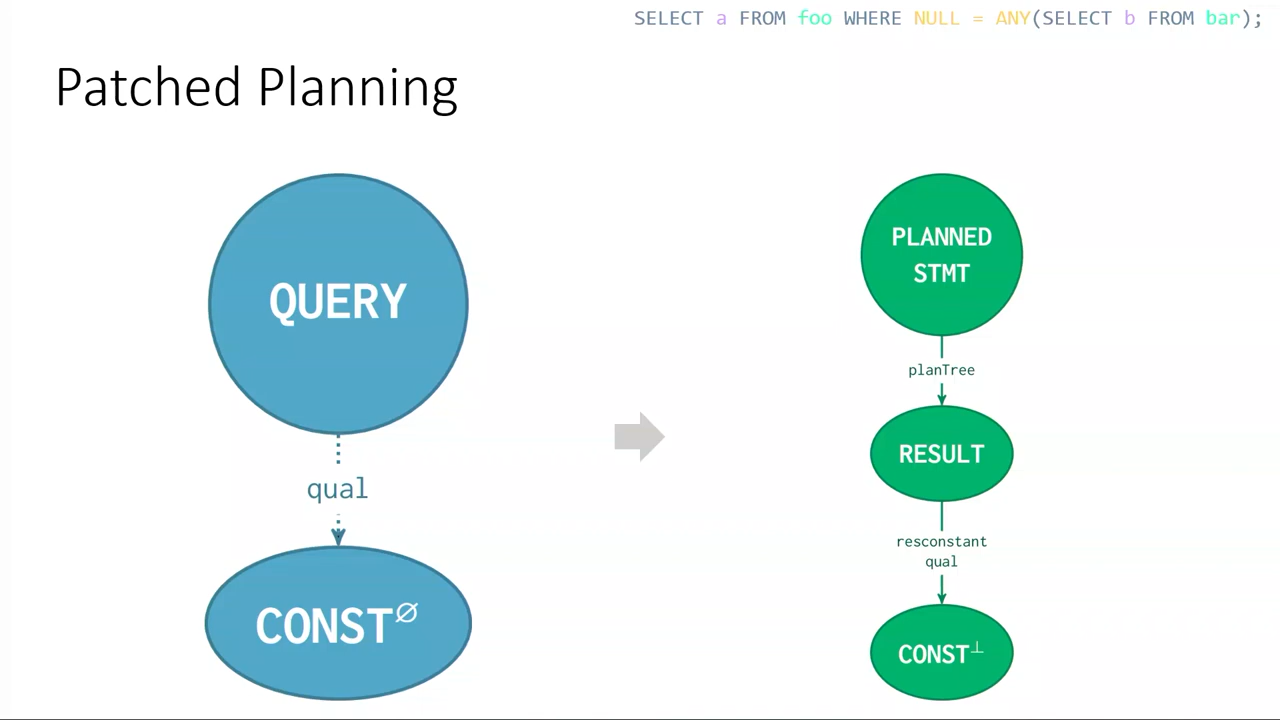 SELECT a FROM foo WHERE NULL = ANY(SELECT b FROM bar);
Patched Planning
QUERY
qual
CONST∅
PLANNED
STMT
planTree
RESULT
resconstant
qual
CONST⊥